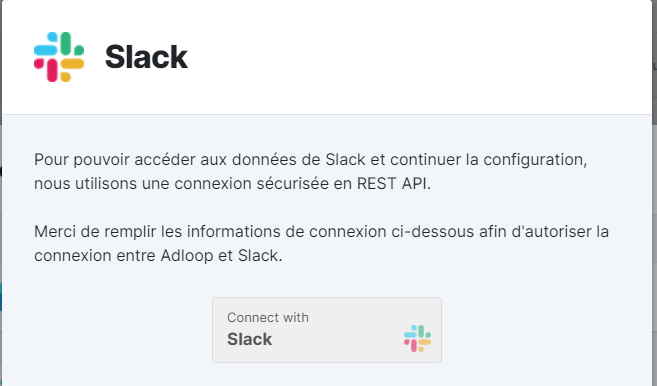 Slack
Pour pouvoir accéder aux données de Slack et continuer la configuration,
nous utilisons une connexion sécurisée en REST API.
Merci de remplir les informations de connexion ci-dessous afin d'autoriser la
connexion entre Adloop et Slack.
Connect with
Slack